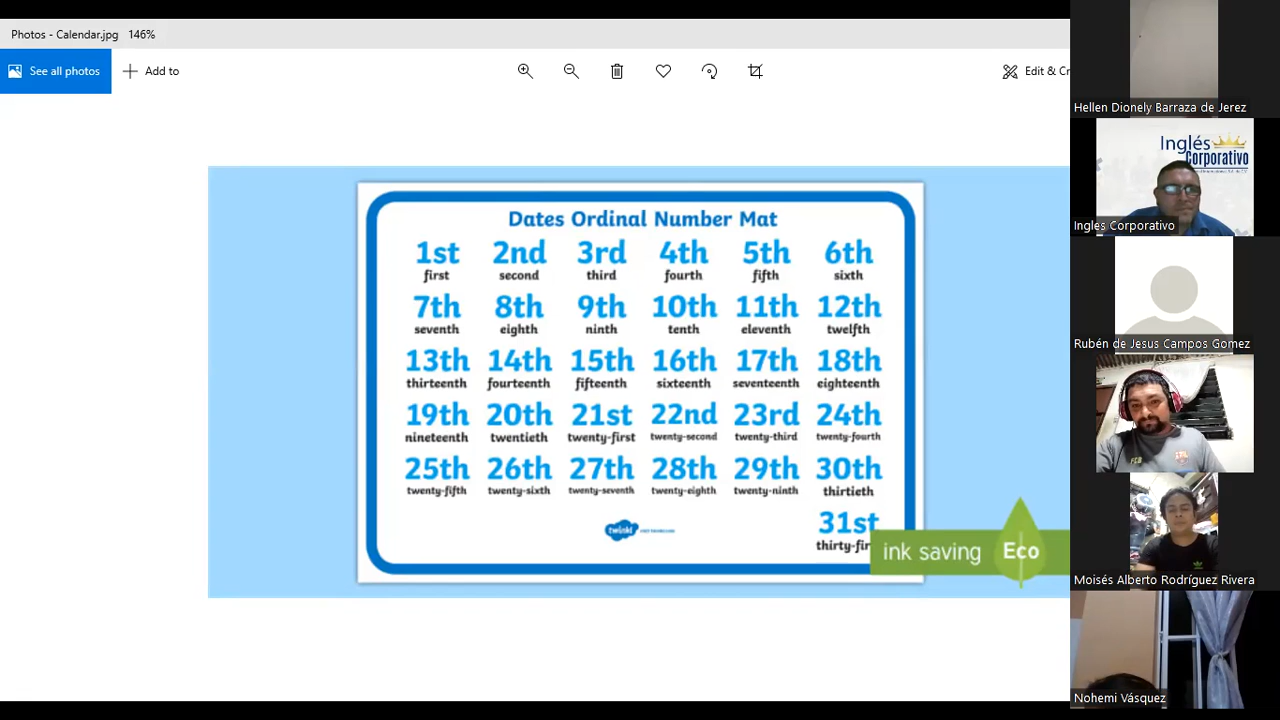 Photos - Calendar.jpg 146%
See all photos
Add to
Edit & Cr
Dates Ordinal Number Mat
1st 2nd 3rd 4th 5th 6th
first second third fourth fifth sixth
7th 8th 9th 10th 11th 12th
seventh eighth ninth tenth eleventh twelfth
13th 14th 15th 16th 17th 18th
thirteenth fourteenth fifteenth sixteenth seventeenth eighteenth
19th 20th 21st 22nd 23rd 24th
nineteenth twentieth twenty-first twenty-second twenty-third twenty-fourth
25th 26th 27th 28th 29th 30th
twenty-fifth twenty-sixth twenty-seventh twenty-eighth twenty-ninth thirtieth
31st
thirty-fir
twinkl
ink saving Eco
Hellen Dionely Barraza de Jerez
Inglés
Corporativo
Ingles Corporativo
Rubén de Jesus Campos Gomez
FCB
Moisés Alberto Rodríguez Rivera
Nohemi Vásquez